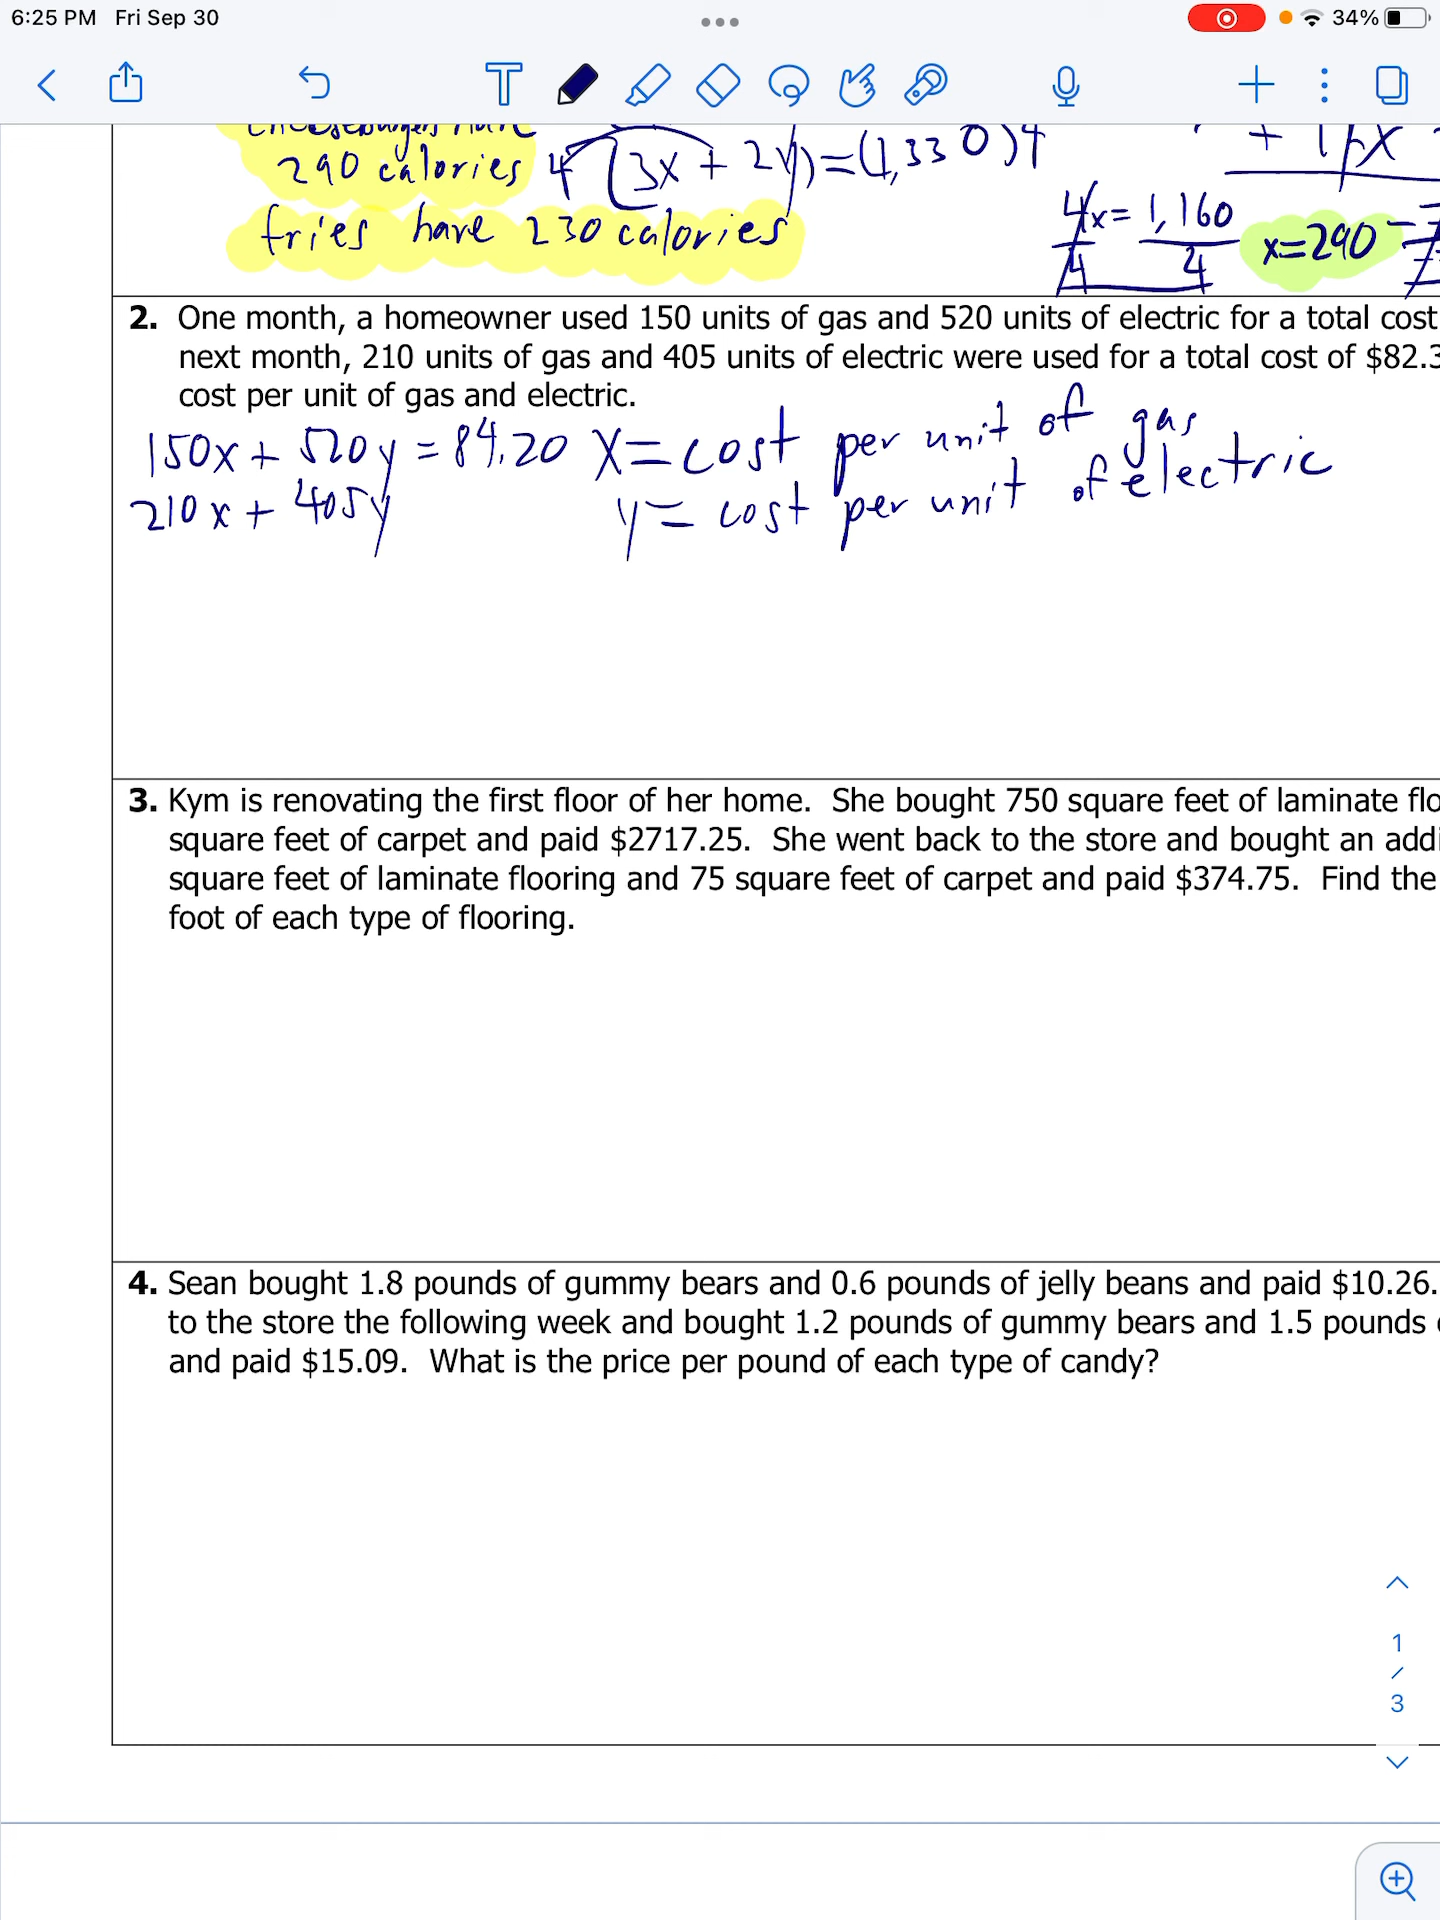 6:25 PM Fri Sep 30
34%
290 calories 4(3x + 2y) = (1,330)4
fries have 230 calories
4x = 1,160
4 4
x=290
2. One month, a homeowner used 150 units of gas and 520 units of electric for a total cost
next month, 210 units of gas and 405 units of electric were used for a total cost of $82.3
cost per unit of gas and electric.
150x + 520y = 84.20 x = cost per unit of gas
210x + 405y y = cost per unit of electric
3. Kym is renovating the first floor of her home. She bought 750 square feet of laminate flo
square feet of carpet and paid $2717.25. She went back to the store and bought an addi
square feet of laminate flooring and 75 square feet of carpet and paid $374.75. Find the
foot of each type of flooring.
4. Sean bought 1.8 pounds of gummy bears and 0.6 pounds of jelly beans and paid $10.26.
to the store the following week and bought 1.2 pounds of gummy bears and 1.5 pounds
and paid $15.09. What is the price per pound of each type of candy?
1
/
3